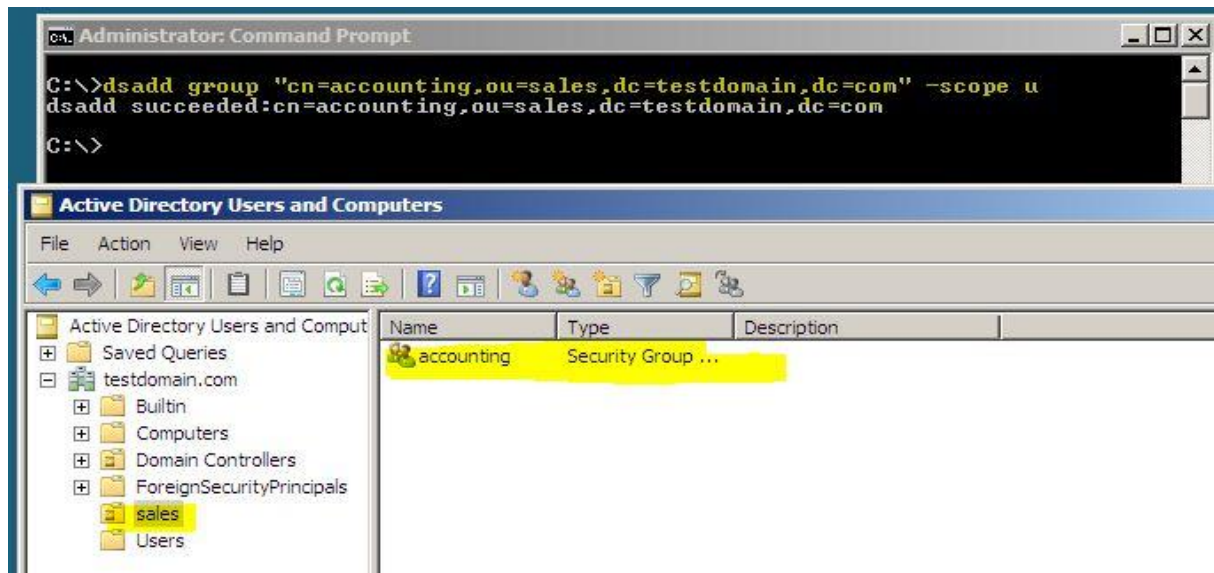 Administrator: Command Prompt
C:\>dsadd group "cn=accounting,ou=sales,dc=testdomain,dc=com" -scope u
dsadd succeeded:cn=accounting,ou=sales,dc=testdomain,dc=com
C:\>
Active Directory Users and Computers
File Action View Help
Active Directory Users and Comput
Saved Queries
testdomain.com
Builtin
Computers
Domain Controllers
ForeignSecurityPrincipals
sales
Users
Name Type Description
accounting Security Group ...